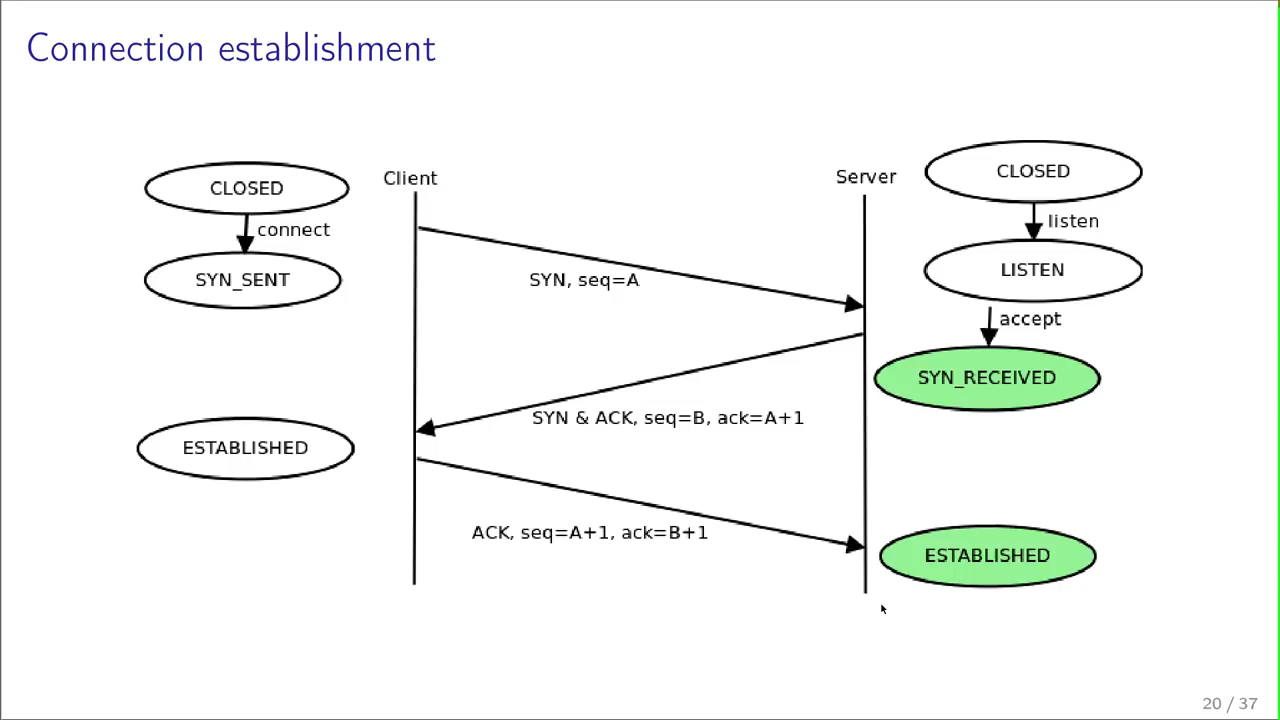 Connection establishment
CLOSED
Client
Server
CLOSED
connect
listen
SYN_SENT
SYN, seq=A
LISTEN
accept
SYN_RECEIVED
SYN & ACK, seq=B, ack=A+1
ESTABLISHED
ACK, seq=A+1, ack=B+1
ESTABLISHED
20 / 37